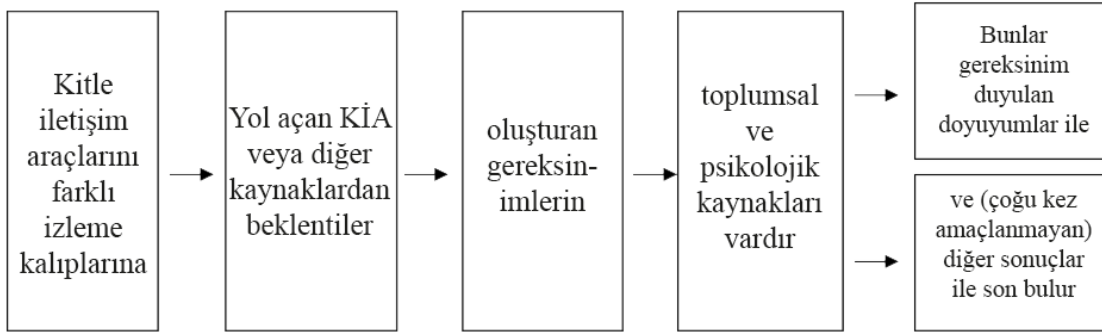 Kitle
iletişim
araçlarını
farklı
izleme
kalıplarına
Yol açan KİA
veya diğer
kaynaklardan
beklentiler
oluşturan
gereksin-
imlerin
toplumsal
ve
psikolojik
kaynakları
vardır
Bunlar
gereksinim
duyulan
doyuyumlar ile
ve (çoğu kez
amaçlanmayan)
diğer sonuçlar
ile son bulur